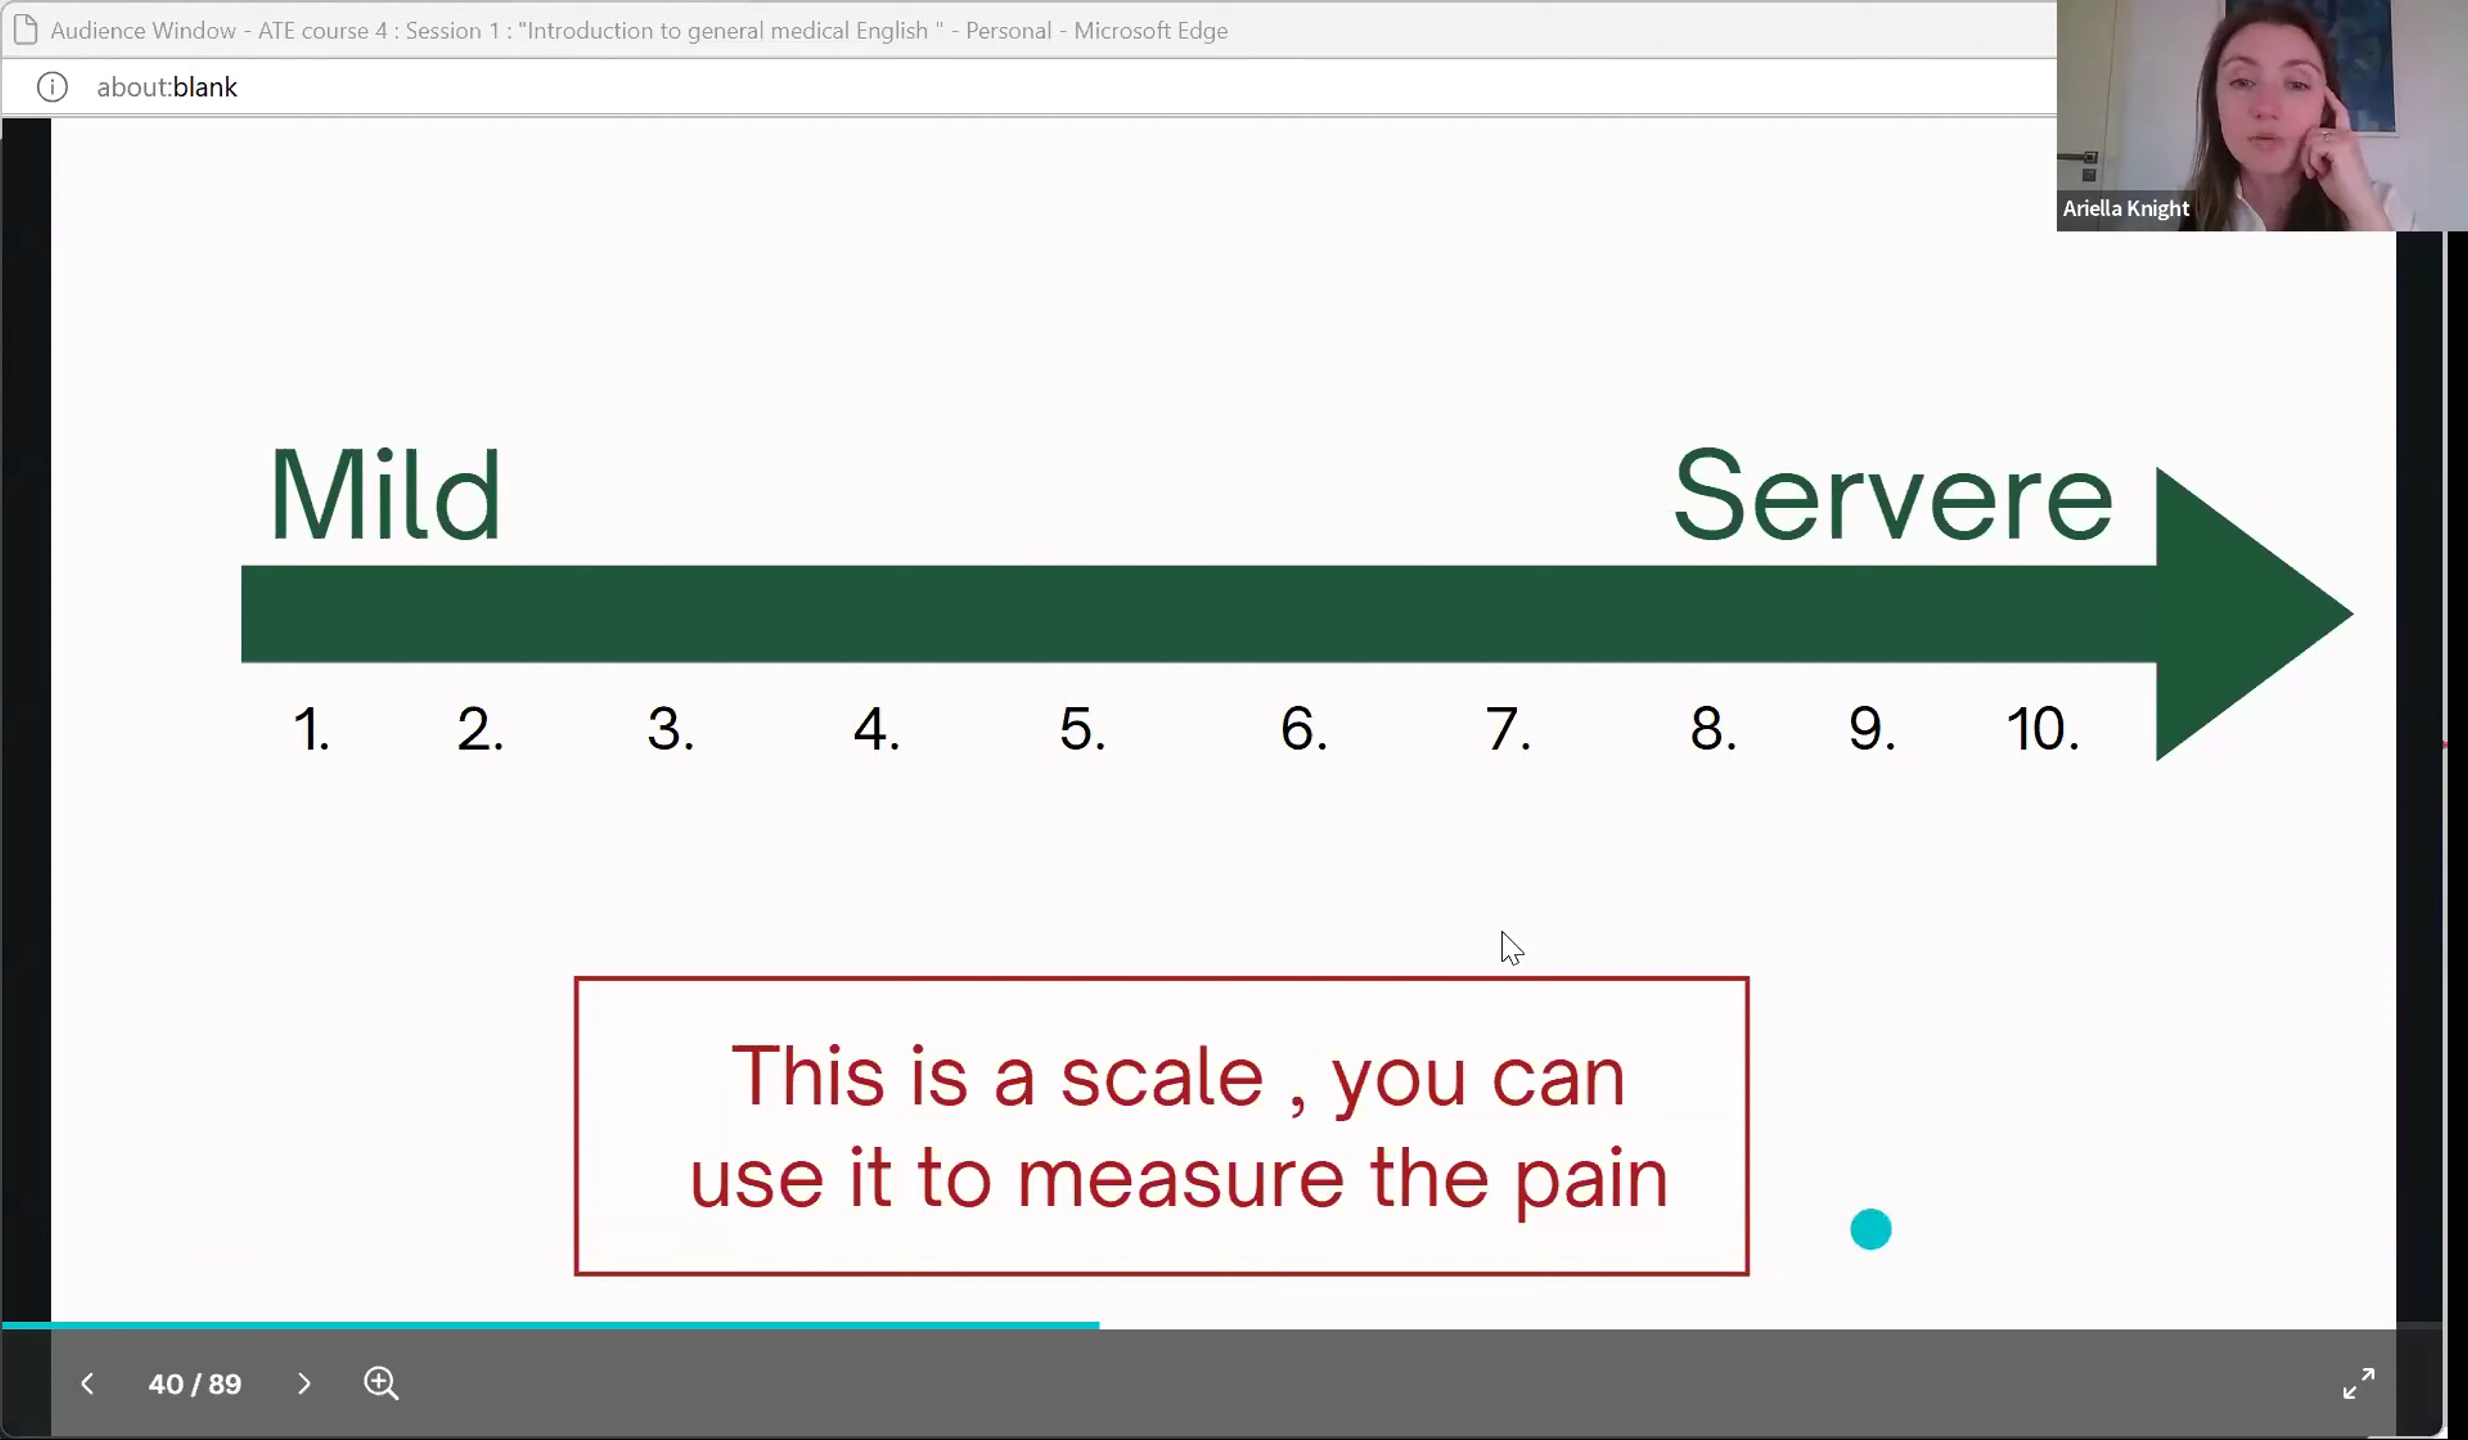 Audience Window - ATE course 4 : Session 1 : "Introduction to general medical English " - Personal - Microsoft Edge
about:blank
Ariella Knight
Mild
Servere
1. 2. 3. 4. 5. 6. 7. 8. 9. 10.
This is a scale , you can
use it to measure the pain
40 / 89